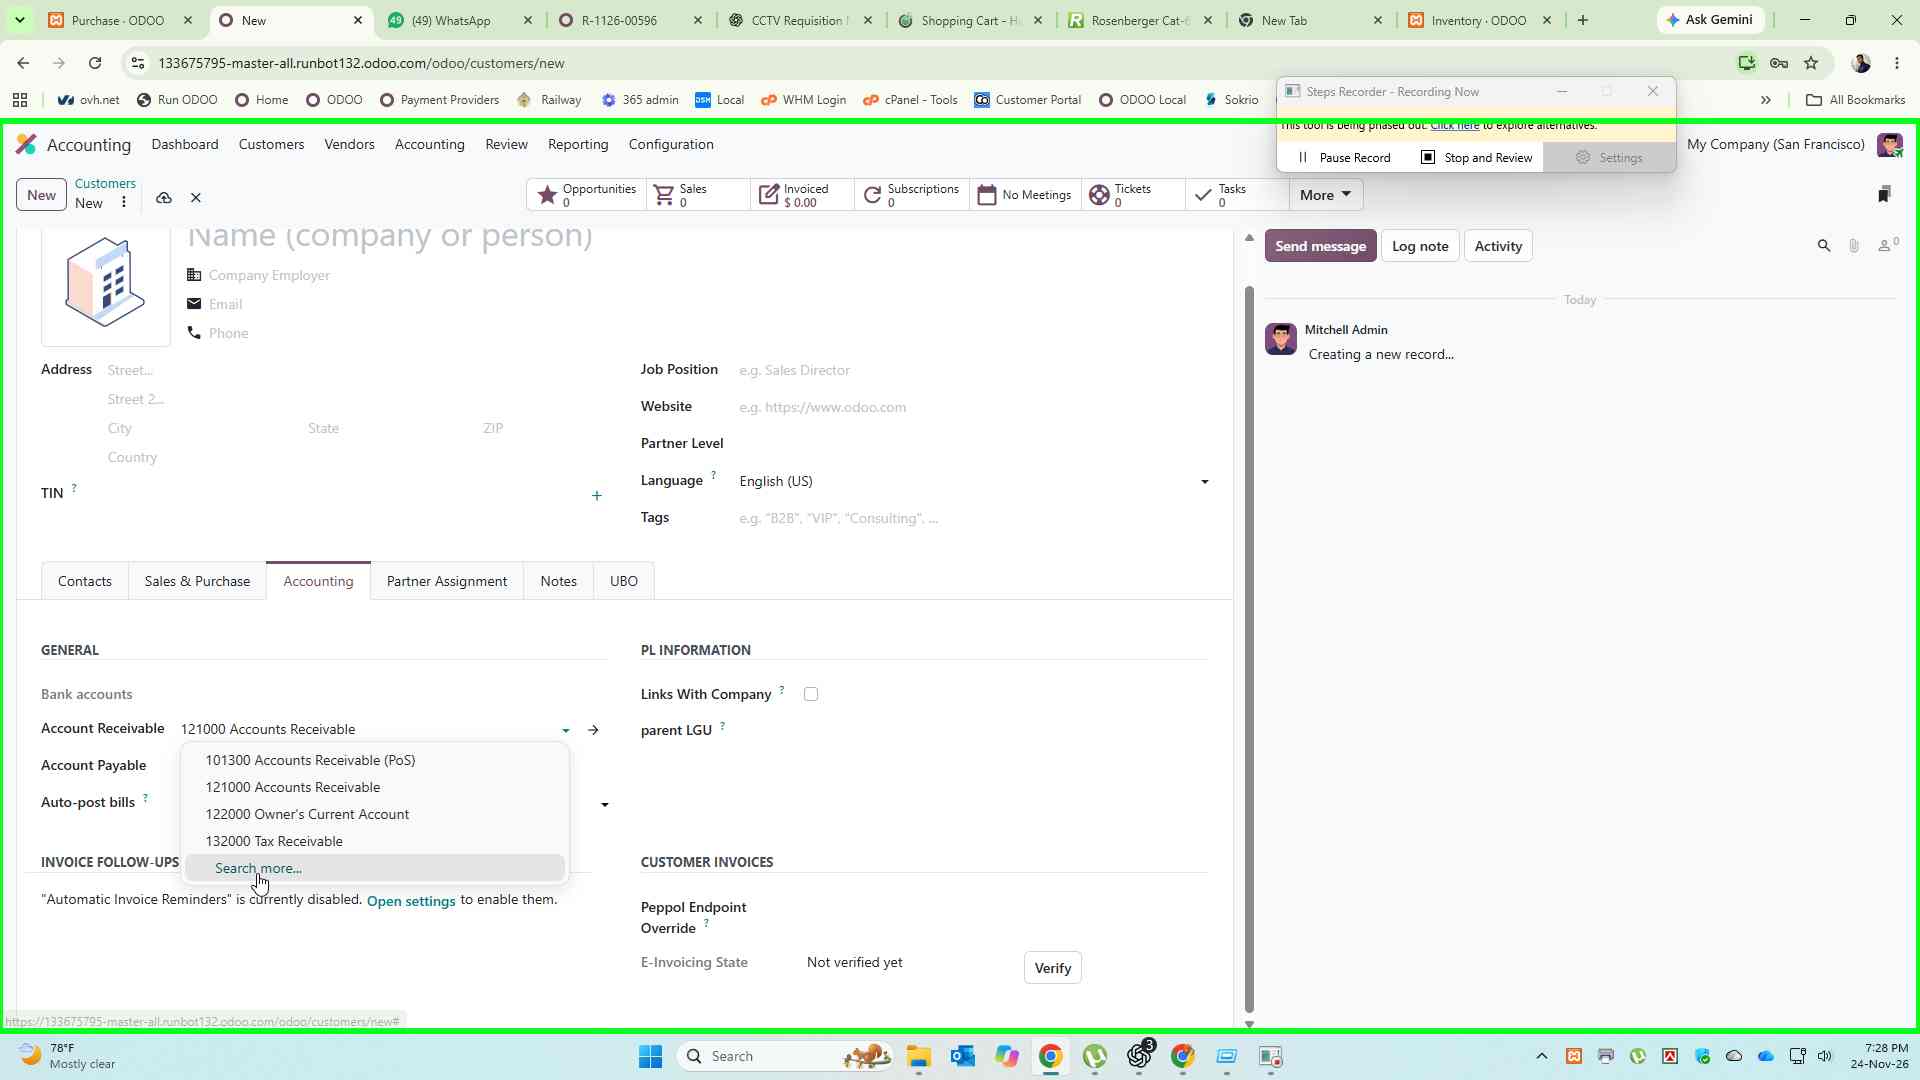 Purchase - ODOO
New
49
(49) WhatsApp
R-1126-00596
CCTV Requisition
Shopping Cart - H
Rosenberger Cat-6
New Tab
Inventory - ODOO
Ask Gemini
133675795-master-all.runbot132.odoo.com/odoo/customers/new
ovh.net
Run ODOO
Home
ODOO
Payment Providers
Railway
365 admin
Local
WHM Login
cPanel - Tools
Customer Portal
ODOO Local
Sokrio
All Bookmarks
Steps Recorder - Recording Now
This tool is being phased out. Click here to explore alternatives.
Pause Record
Stop and Review
Settings
Accounting
Dashboard
Customers
Vendors
Accounting
Review
Reporting
Configuration
My Company (San Francisco)
New
Customers
New
Opportunities
0
Sales
0
Invoiced
$ 0.00
Subscriptions
0
No Meetings
Tickets
0
Tasks
0
More
Name (company or person)
Company Employer
Email
Phone
Address
Street...
Street 2...
City
State
ZIP
Country
TIN ?
Job Position
e.g. Sales Director
Website
e.g. https://www.odoo.com
Partner Level
Language ?
English (US)
Tags
e.g. "B2B", "VIP", "Consulting", ...
Send message
Log note
Activity
0
Today
Mitchell Admin
Creating a new record...
Contacts
Sales & Purchase
Accounting
Partner Assignment
Notes
UBO
GENERAL
Bank accounts
Account Receivable
121000 Accounts Receivable
Account Payable
Auto-post bills ?
101300 Accounts Receivable (PoS)
121000 Accounts Receivable
122000 Owner's Current Account
132000 Tax Receivable
Search more...
INVOICE FOLLOW-UPS
"Automatic Invoice Reminders" is currently disabled. Open settings to enable them.
PL INFORMATION
Links With Company ?
parent LGU ?
CUSTOMER INVOICES
Peppol Endpoint
Override ?
E-Invoicing State
Not verified yet
Verify
https://133675795-master-all.runbot132.odoo.com/odoo/customers/new#
78°F
Mostly clear
Search
3
7:28 PM
24-Nov-26